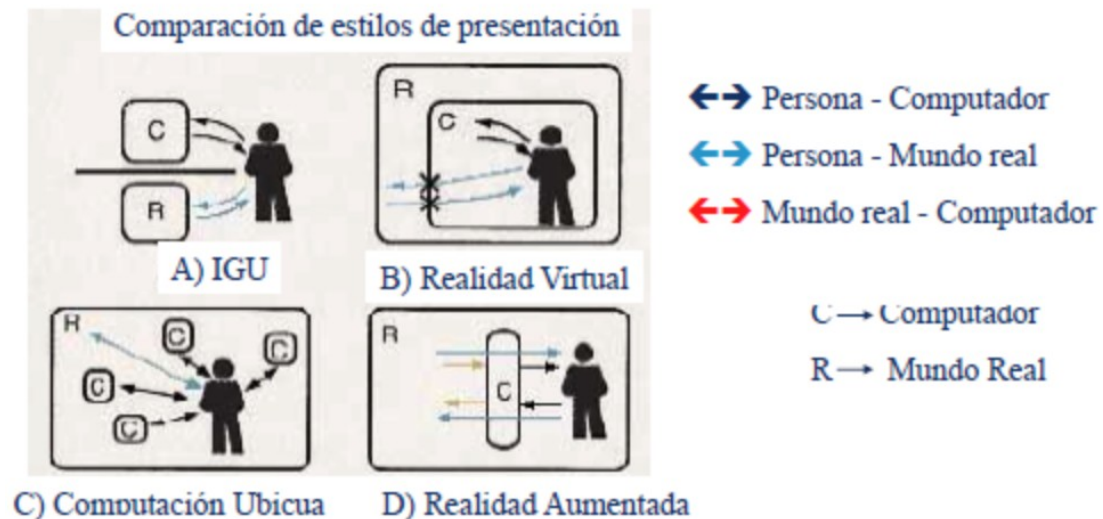 Comparación de estilos de presentación
C
R
A) IGU
R
C
B) Realidad Virtual
R
C
C
C
C
C) Computación Ubicua
R
C
D) Realidad Aumentada
Persona - Computador
Persona - Mundo real
Mundo real - Computador
C → Computador
R → Mundo Real